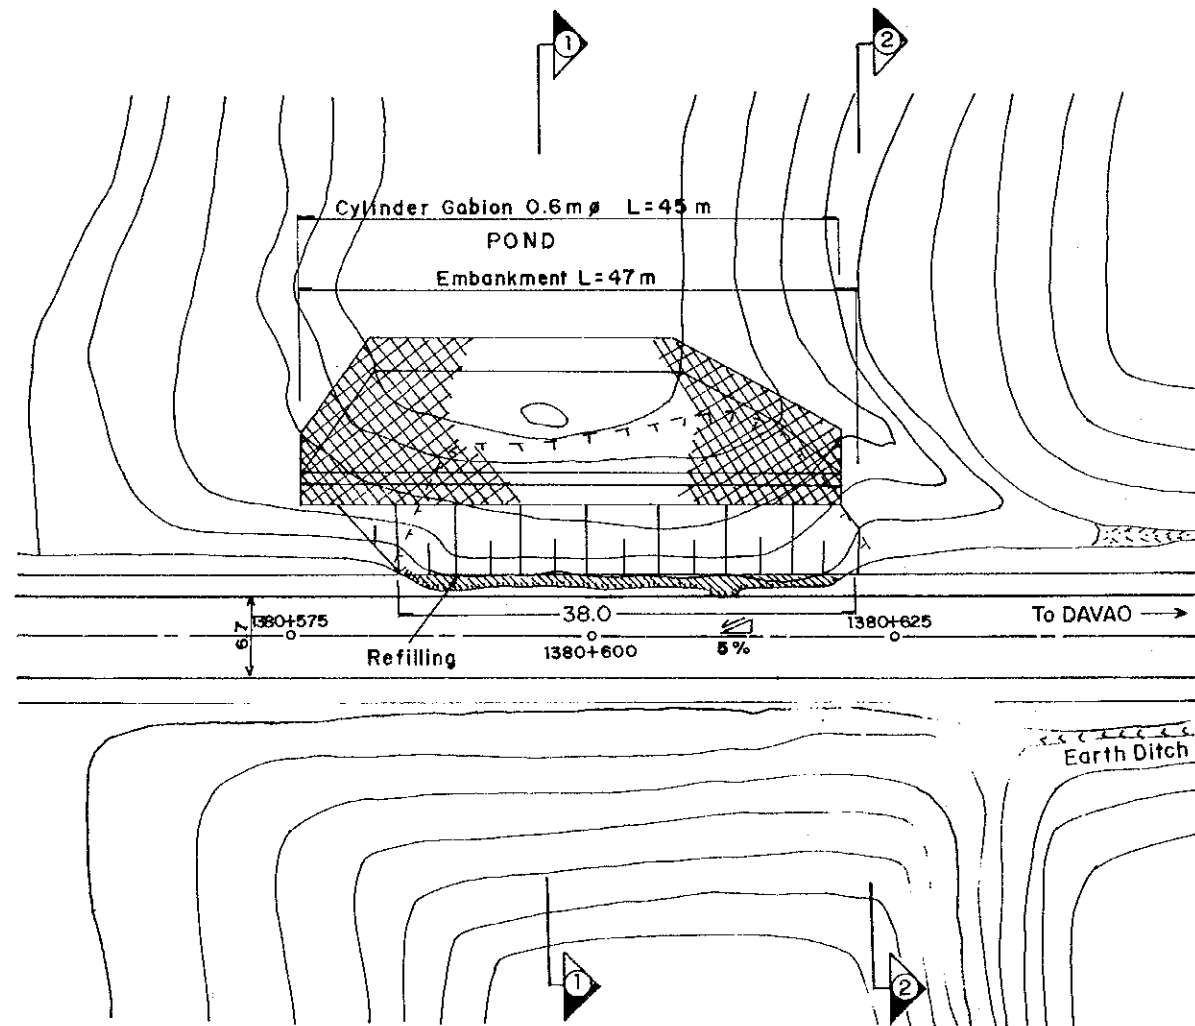 1
2
Cylinder Gabion 0.6mø L=45 m
POND
Embankment L=47m
38.0
To DAVAO
1380+575
1380+625
6.7
Refilling
1380+600
5%
Earth Ditch
1
2